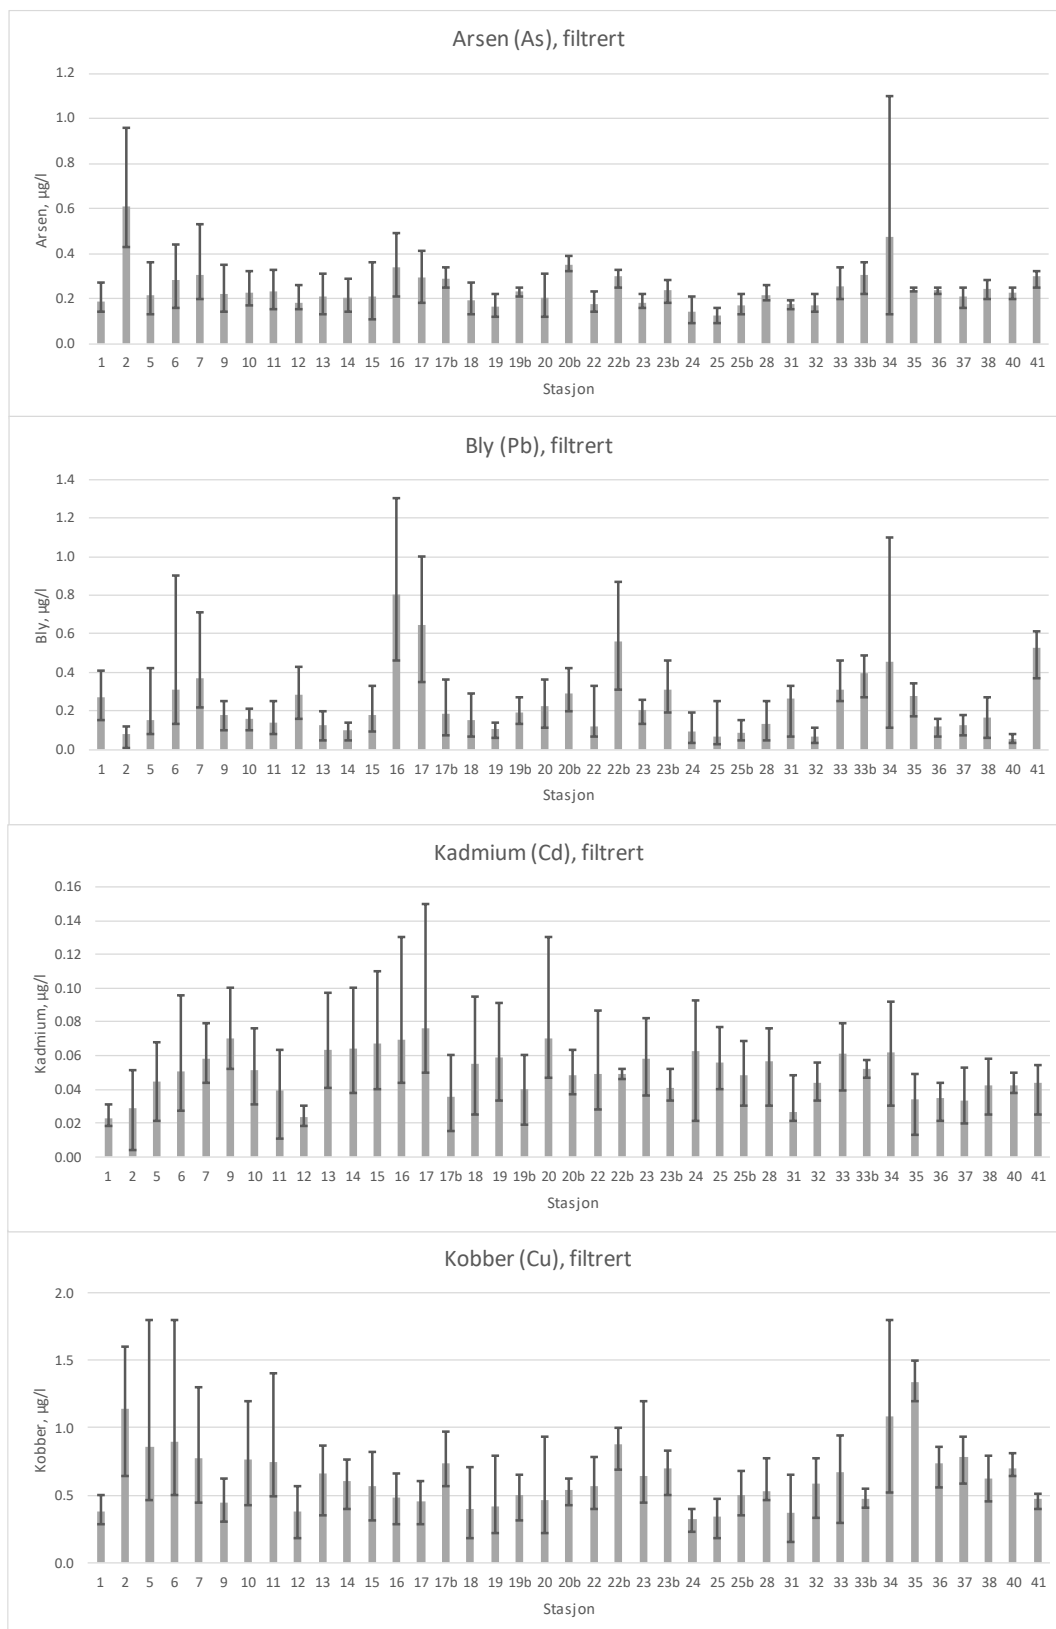 Arsen (As), filtrert
1.2
1.0
0.8
0.6
0.4
0.2
0.0
Arsen, µg/l
1 2 5 6 7 9 10 11 12 13 14 15 16 17 17b 18 19 19b 20 20b 22 22b 23 23b 24 25 25b 28 31 32 33 33b 34 35 36 37 38 40 41
Stasjon
Bly (Pb), filtrert
1.4
1.2
1.0
0.8
0.6
0.4
0.2
0.0
Bly, µg/l
1 2 5 6 7 9 10 11 12 13 14 15 16 17 17b 18 19 19b 20 20b 22 22b 23 23b 24 25 25b 28 31 32 33 33b 34 35 36 37 38 40 41
Stasjon
Kadmium (Cd), filtrert
0.16
0.14
0.12
0.10
0.08
0.06
0.04
0.02
0.00
Kadmium, µg/l
1 2 5 6 7 9 10 11 12 13 14 15 16 17 17b 18 19 19b 20 20b 22 22b 23 23b 24 25 25b 28 31 32 33 33b 34 35 36 37 38 40 41
Stasjon
Kobber (Cu), filtrert
2.0
1.5
1.0
0.5
0.0
Kobber, µg/l
1 2 5 6 7 9 10 11 12 13 14 15 16 17 17b 18 19 19b 20 20b 22 22b 23 23b 24 25 25b 28 31 32 33 33b 34 35 36 37 38 40 41
Stasjon